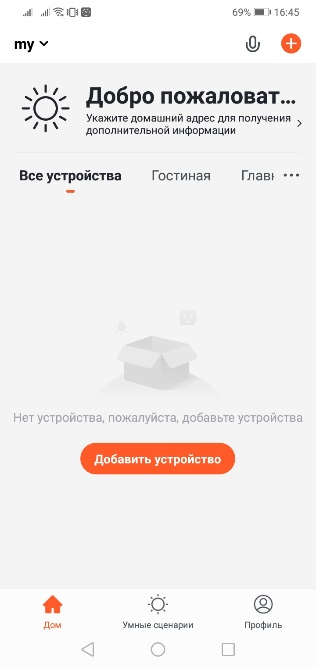 69% 16:45
my
Добро пожаловат...
Укажите домашний адрес для получения
дополнительной информации
Все устройства Гостиная Главн
Нет устройства, пожалуйста, добавьте устройства
Добавить устройство
Дом Умные сценарии Профиль